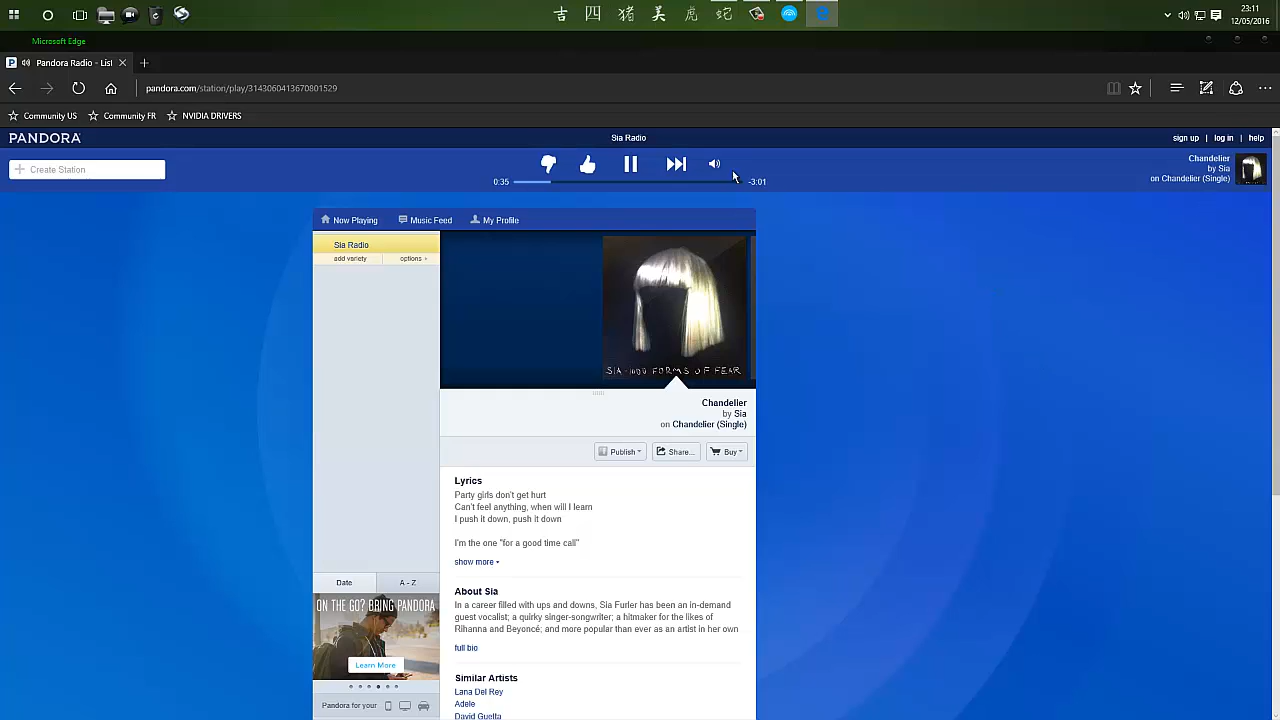 吉 四 猪 美 虎 蛇
23:11
12/05/2016
Microsoft Edge
Pandora Radio - List
pandora.com/station/play/3143060413670801529
Community US Community FR NVIDIA DRIVERS
PANDORA
Sia Radio
sign up | log in | help
Create Station
0:35
-3:01
Chandelier
by Sia
on Chandelier (Single)
Now Playing Music Feed My Profile
Sia Radio
add variety options
SIA - 1000 FORMS OF FEAR
Chandelier
by Sia
on Chandelier (Single)
Publish Share... Buy
Lyrics
Party girls don't get hurt
Can't feel anything, when will I learn
I push it down, push it down
I'm the one "for a good time call"
show more
About Sia
In a career filled with ups and downs, Sia Furler has been an in-demand
guest vocalist; a quirky singer-songwriter; a hitmaker for the likes of
Rihanna and Beyoncé; and more popular than ever as an artist in her own
full bio
Similar Artists
Lana Del Rey
Adele
David Guetta
Date A - Z
ON THE GO? BRING PANDORA
Learn More
Pandora for your